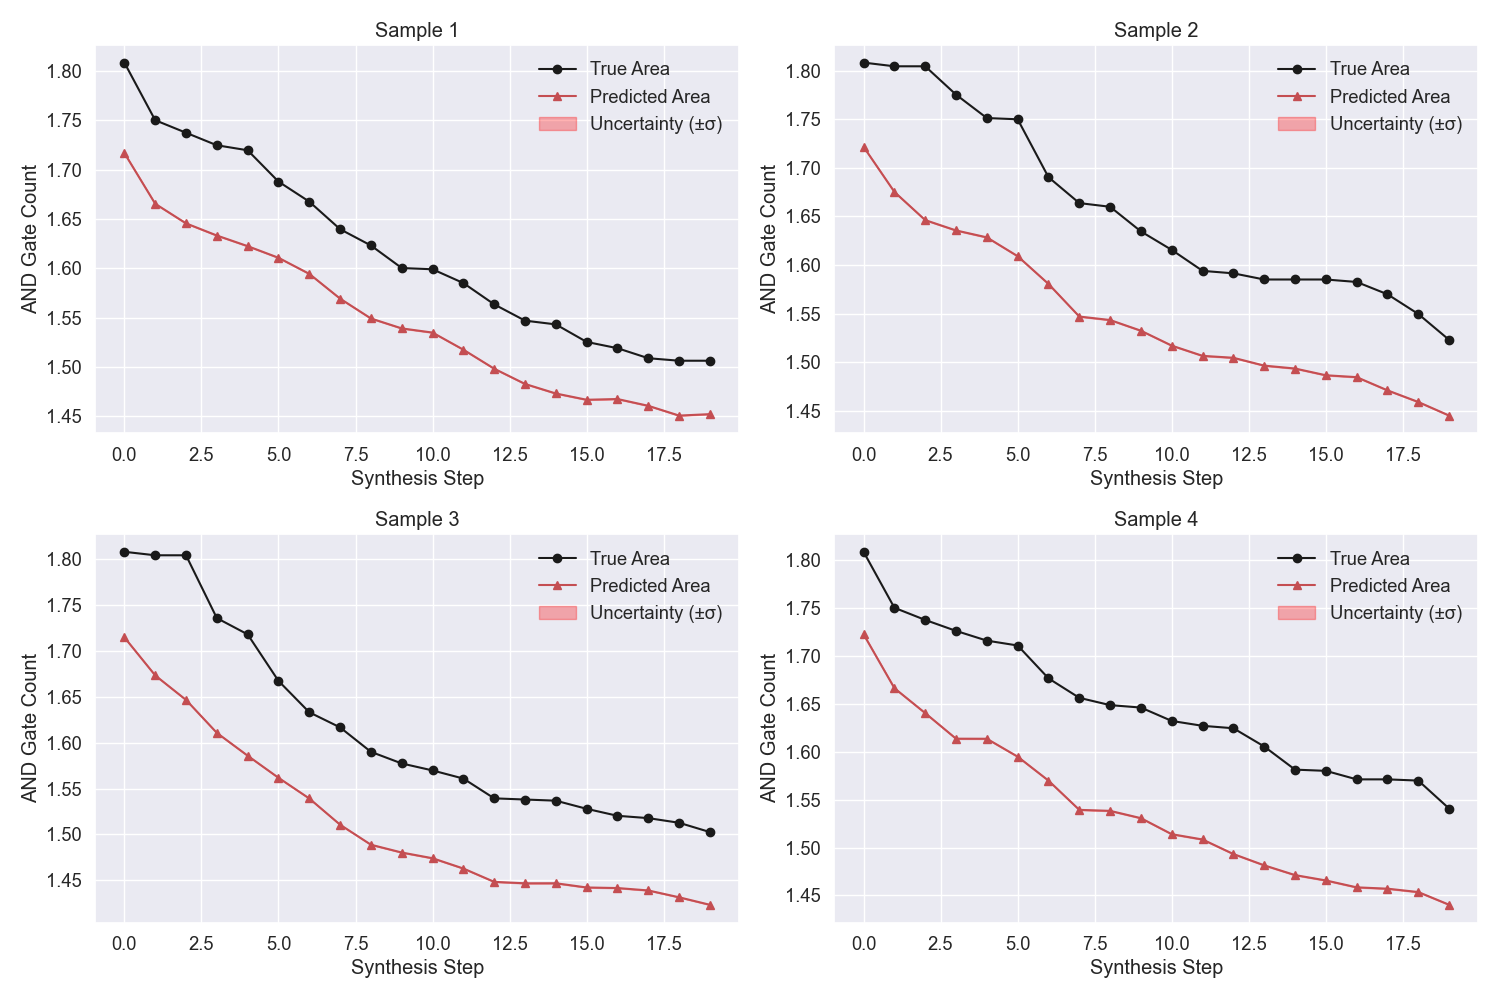 Sample 1
True Area
Predicted Area
Uncertainty (±σ)
AND Gate Count
1.80
1.75
1.70
1.65
1.60
1.55
1.50
1.45
0.0 2.5 5.0 7.5 10.0 12.5 15.0 17.5
Synthesis Step
Sample 2
True Area
Predicted Area
Uncertainty (±σ)
AND Gate Count
1.80
1.75
1.70
1.65
1.60
1.55
1.50
1.45
0.0 2.5 5.0 7.5 10.0 12.5 15.0 17.5
Synthesis Step
Sample 3
True Area
Predicted Area
Uncertainty (±σ)
AND Gate Count
1.80
1.75
1.70
1.65
1.60
1.55
1.50
1.45
0.0 2.5 5.0 7.5 10.0 12.5 15.0 17.5
Synthesis Step
Sample 4
True Area
Predicted Area
Uncertainty (±σ)
AND Gate Count
1.80
1.75
1.70
1.65
1.60
1.55
1.50
1.45
0.0 2.5 5.0 7.5 10.0 12.5 15.0 17.5
Synthesis Step